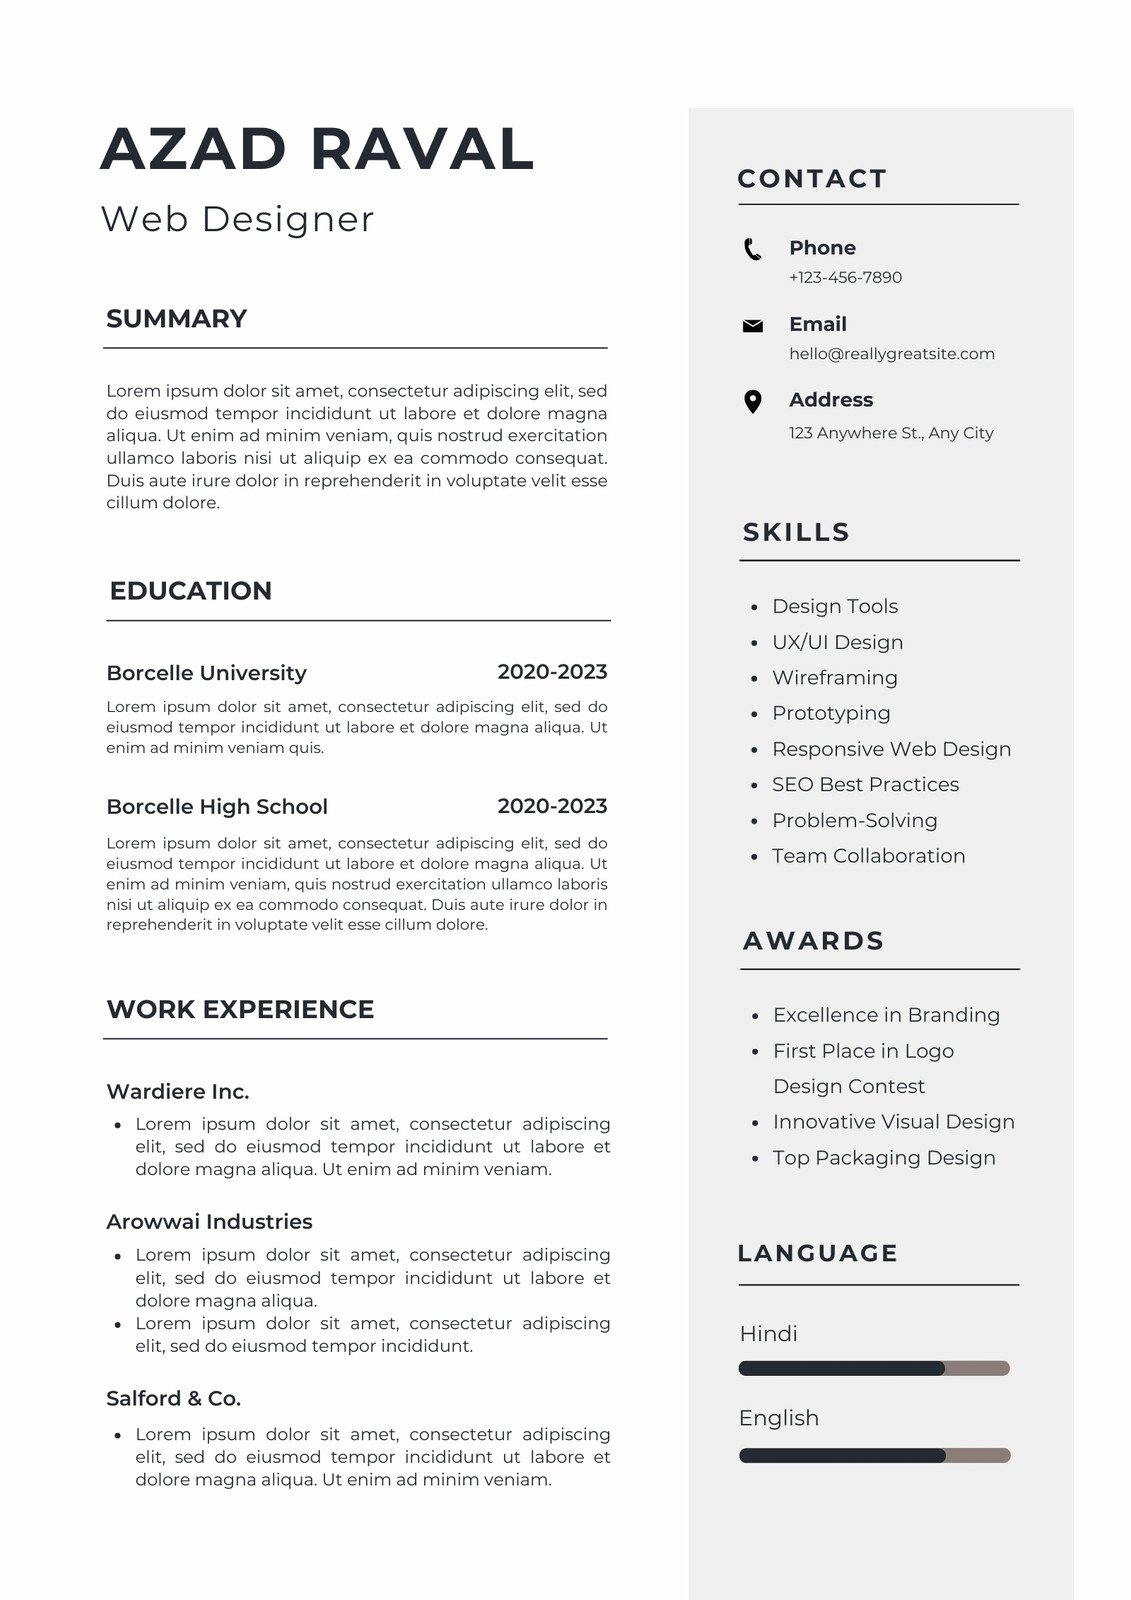 AZAD RAVAL
Web Designer
SUMMARY
Lorem ipsum dolor sit amet, consectetur adipiscing elit, sed
do eiusmod tempor incididunt ut labore et dolore magna
aliqua. Ut enim ad minim veniam, quis nostrud exercitation
ullamco laboris nisi ut aliquip ex ea commodo consequat.
Duis aute irure dolor in reprehenderit in voluptate velit esse
cillum dolore.
EDUCATION
Borcelle University 2020-2023
Lorem ipsum dolor sit amet, consectetur adipiscing elit, sed do
eiusmod tempor incididunt ut labore et dolore magna aliqua. Ut
enim ad minim veniam quis.
Borcelle High School 2020-2023
Lorem ipsum dolor sit amet, consectetur adipiscing elit, sed do
eiusmod tempor incididunt ut labore et dolore magna aliqua. Ut
enim ad minim veniam, quis nostrud exercitation ullamco laboris
nisi ut aliquip ex ea commodo consequat. Duis aute irure dolor in
reprehenderit in voluptate velit esse cillum dolore.
WORK EXPERIENCE
Wardiere Inc.
• Lorem ipsum dolor sit amet, consectetur adipiscing
elit, sed do eiusmod tempor incididunt ut labore et
dolore magna aliqua. Ut enim ad minim veniam.
Arowwai Industries
• Lorem ipsum dolor sit amet, consectetur adipiscing
elit, sed do eiusmod tempor incididunt ut labore et
dolore magna aliqua.
• Lorem ipsum dolor sit amet, consectetur adipiscing
elit, sed do eiusmod tempor incididunt.
Salford & Co.
• Lorem ipsum dolor sit amet, consectetur adipiscing
elit, sed do eiusmod tempor incididunt ut labore et
dolore magna aliqua. Ut enim ad minim veniam.
CONTACT
Phone
+123-456-7890
Email
hello@reallygreatsite.com
Address
123 Anywhere St., Any City
SKILLS
• Design Tools
• UX/UI Design
• Wireframing
• Prototyping
• Responsive Web Design
• SEO Best Practices
• Problem-Solving
• Team Collaboration
AWARDS
• Excellence in Branding
• First Place in Logo
Design Contest
• Innovative Visual Design
• Top Packaging Design
LANGUAGE
Hindi
English